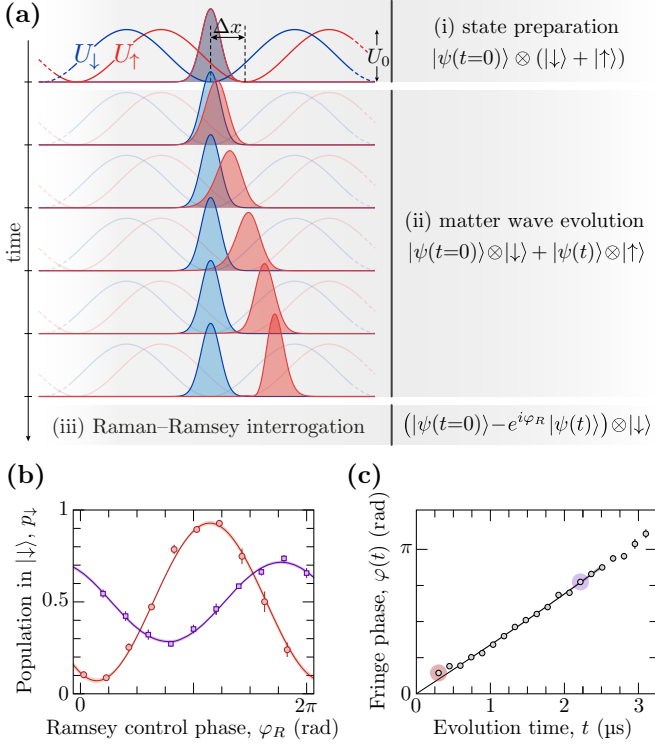 (a)
U↓ U↑
Δx
U₀
(i) state preparation
|ψ(t=0)⟩ ⊗ (|↓⟩ + |↑⟩)
time
(ii) matter wave evolution
|ψ(t=0)⟩⊗|↓⟩ + |ψ(t)⟩⊗|↑⟩
(iii) Raman–Ramsey interrogation
(|ψ(t=0)⟩−e^{iφ_R}|ψ(t)⟩)⊗|↓⟩
(b)
Population in |↓⟩, p↓
1
0.5
0
0
2π
Ramsey control phase, φ_R (rad)
(c)
Fringe phase, φ(t) (rad)
π
0
0
1
2
3
Evolution time, t (µs)